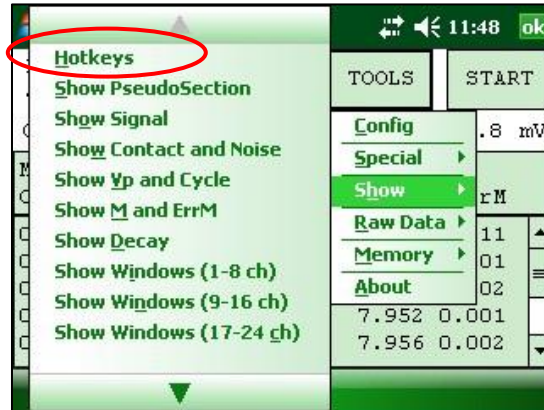 11:48 ok
Hotkeys
Show PseudoSection
Show Signal
Show Contact and Noise
Show Vp and Cycle
Show M and ErrM
Show Decay
Show Windows (1-8 ch)
Show Windows (9-16 ch)
Show Windows (17-24 ch)
TOOLS START
Config
Special
Show
Raw Data
Memory
About
.8 mV
rM
11
01
02
7.952 0.001
7.956 0.002